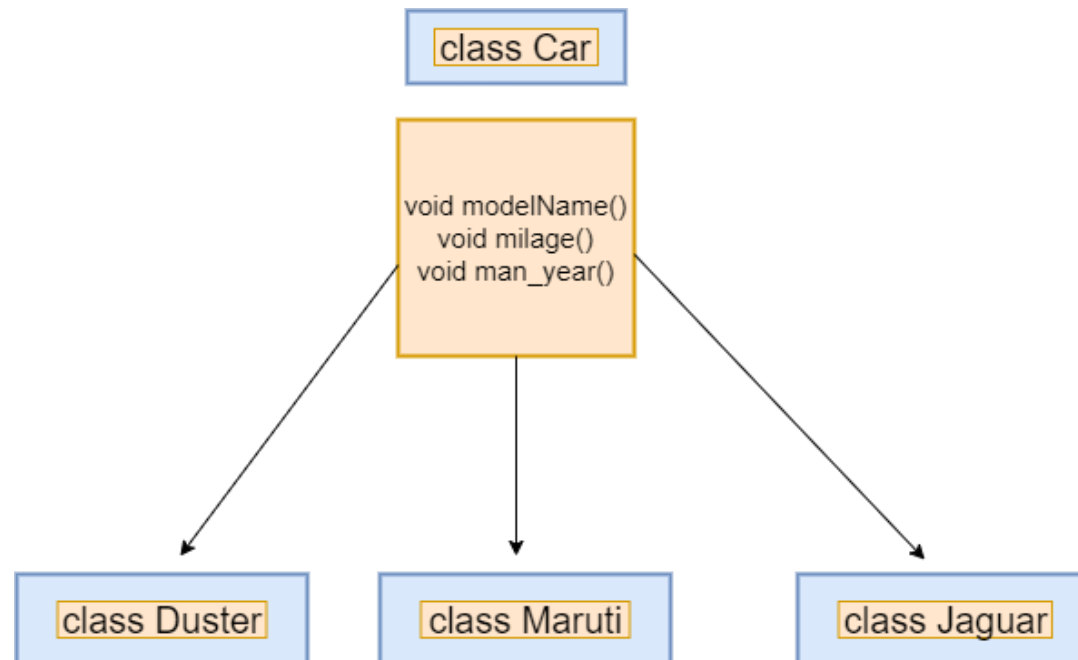 class Car
void modelName()
void milage()
void man_year()
class Duster
class Maruti
class Jaguar